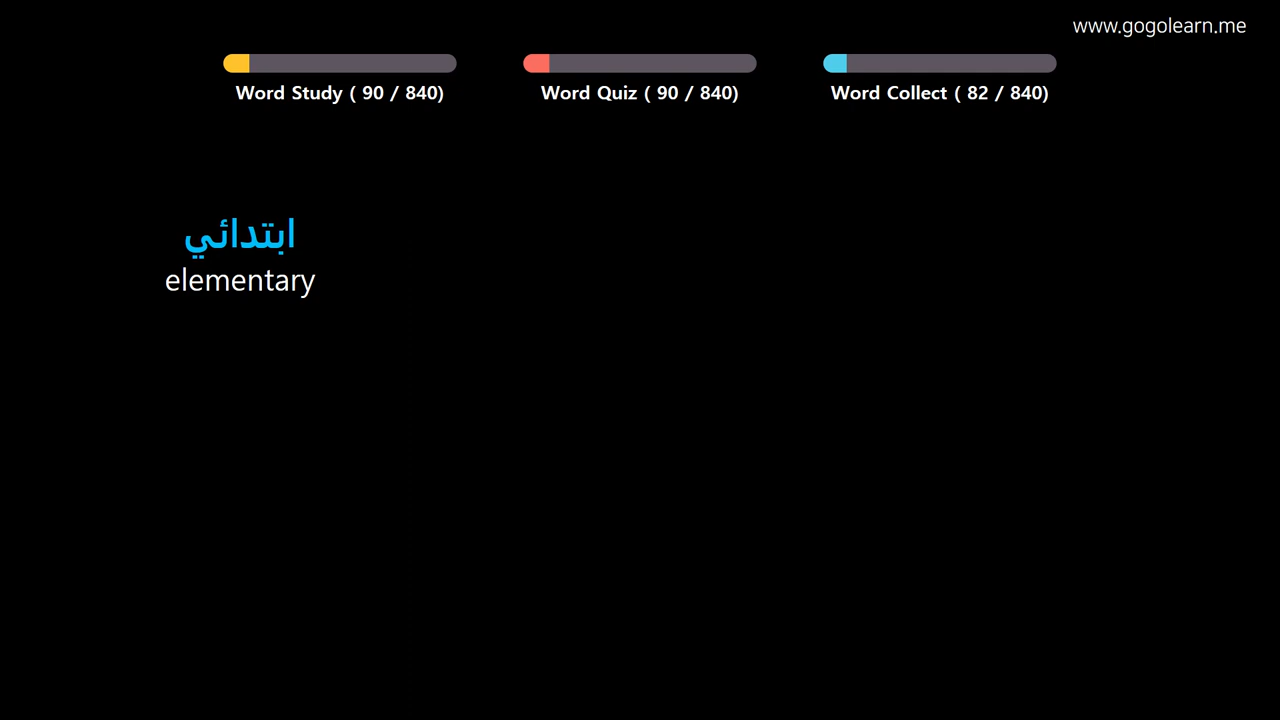 www.gogolearn.me
Word Study ( 90 / 840)
Word Quiz ( 90 / 840)
Word Collect ( 82 / 840)
ابتدائي
elementary